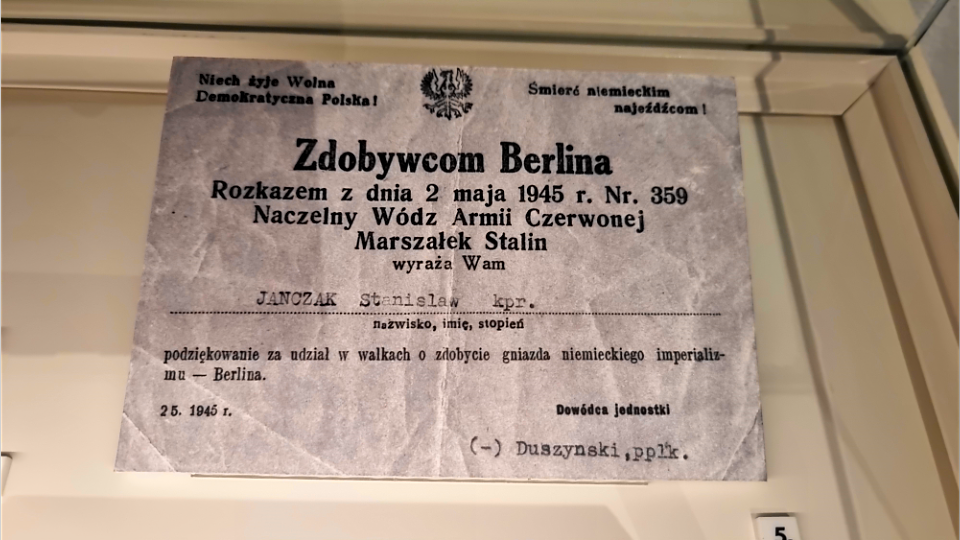 Niech żyje Wolna
Demokratyczna Polska!
Śmierć niemieckim
najeźdźcom!
Zdobywcom Berlina
Rozkazem z dnia 2 maja 1945 r. Nr. 359
Naczelny Wódz Armii Czerwonej
Marszałek Stalin
wyraża Wam
JANCZAK Stanislaw kpr.
nazwisko, imię, stopień
podziękowanie za udział w walkach o zdobycie gniazda niemieckiego imperializ-
mu — Berlina.
2 5. 1945 r.
Dowódca jednostki
(-) Duszynski,ppłk.
5.